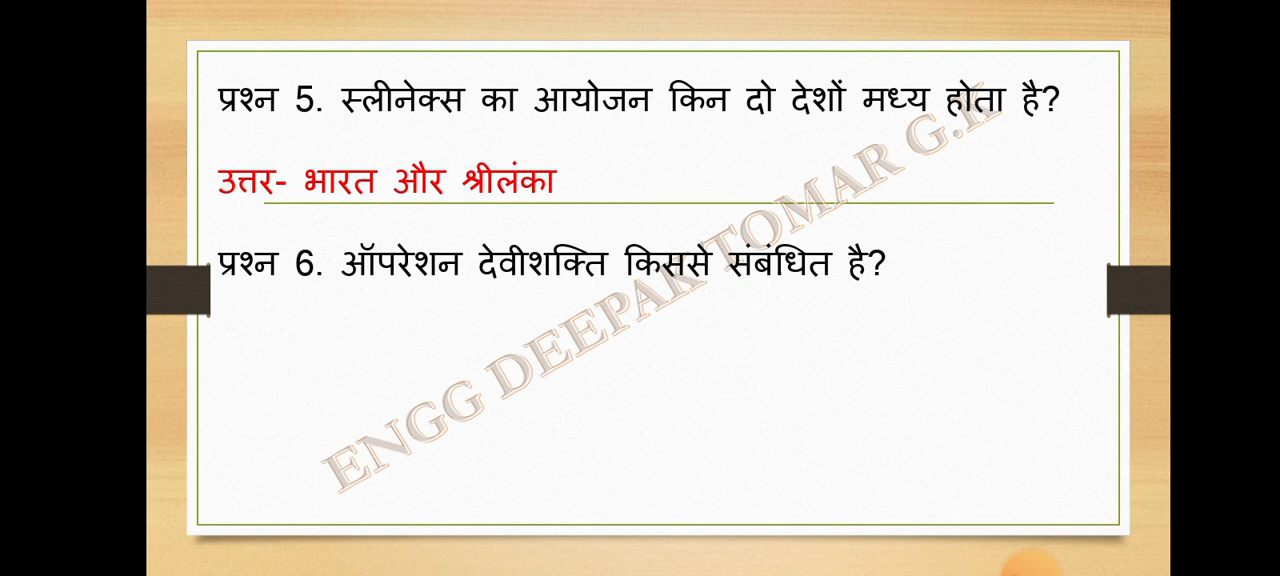 प्रश्न 5. स्लीनेक्स का आयोजन किन दो देशों मध्य होता है?
उत्तर- भारत और श्रीलंका
प्रश्न 6. ऑपरेशन देवीशक्ति किससे संबंधित है?
ENGG DEEPAK TOMAR G.K